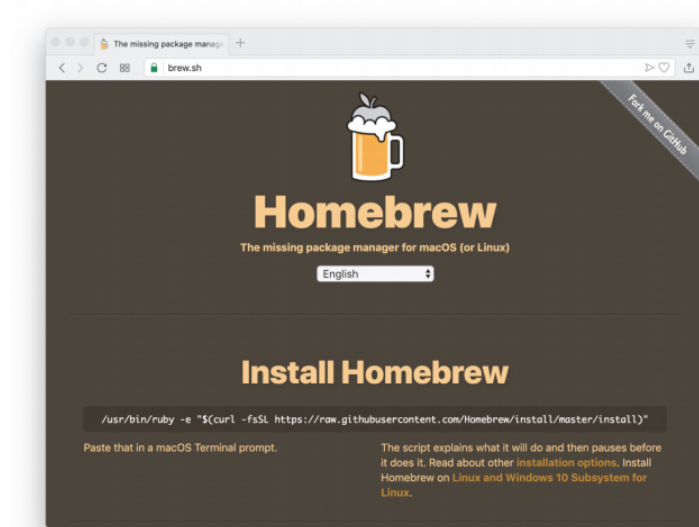 The missing package manage
brew.sh
Fork me on GitHub
Homebrew
The missing package manager for macOS (or Linux)
English
Install Homebrew
/usr/bin/ruby -e "$(curl -fsSL https://raw.githubusercontent.com/Homebrew/install/master/install)"
Paste that in a macOS Terminal prompt.
The script explains what it will do and then pauses before
it does it. Read about other installation options. Install
Homebrew on Linux and Windows 10 Subsystem for
Linux.